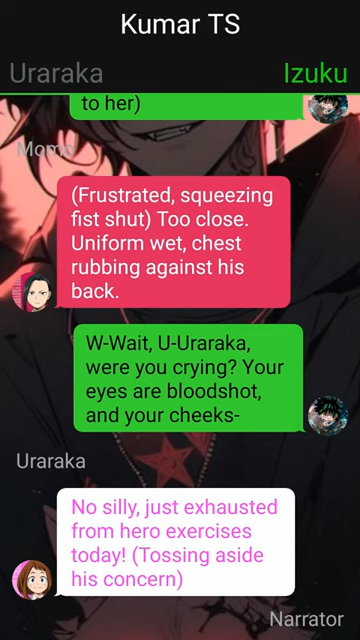 Kumar TS
Uraraka
Izuku
to her)
Momo
(Frustrated, squeezing
fist shut) Too close.
Uniform wet, chest
rubbing against his
back.
W-Wait, U-Uraraka,
were you crying? Your
eyes are bloodshot,
and your cheeks-
Uraraka
No silly, just exhausted
from hero exercises
today! (Tossing aside
his concern)
Narrator